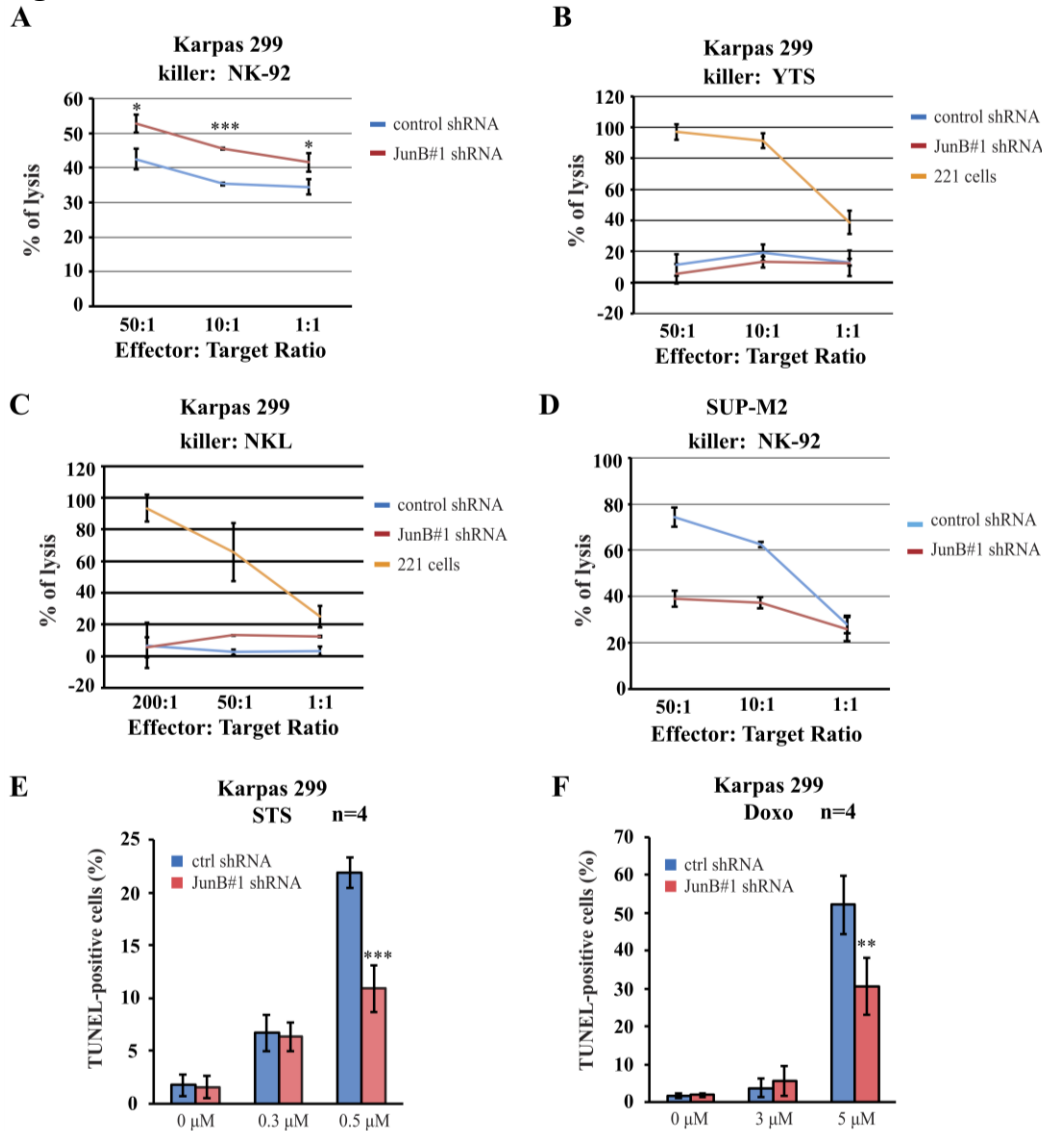 A
Karpas 299
killer: NK-92
% of lysis
60
50
40
30
20
10
0
*
***
*
control shRNA
JunB#1 shRNA
50:1 10:1 1:1
Effector: Target Ratio
B
Karpas 299
killer: YTS
% of lysis
120
100
80
60
40
20
0
-20
control shRNA
JunB#1 shRNA
221 cells
50:1 10:1 1:1
Effector: Target Ratio
C
Karpas 299
killer: NKL
% of lysis
120
100
80
60
40
20
0
-20
control shRNA
JunB#1 shRNA
221 cells
200:1 50:1 1:1
Effector: Target Ratio
D
SUP-M2
killer: NK-92
% of lysis
100
80
60
40
20
0
control shRNA
JunB#1 shRNA
50:1 10:1 1:1
Effector: Target Ratio
E
Karpas 299
STS n=4
TUNEL-positive cells (%)
25
20
15
10
5
0
ctrl shRNA
JunB#1 shRNA
***
0 μM 0.3 μM 0.5 μM
F
Karpas 299
Doxo n=4
TUNEL-positive cells (%)
70
60
50
40
30
20
10
0
ctrl shRNA
JunB#1 shRNA
**
0 μM 3 μM 5 μM